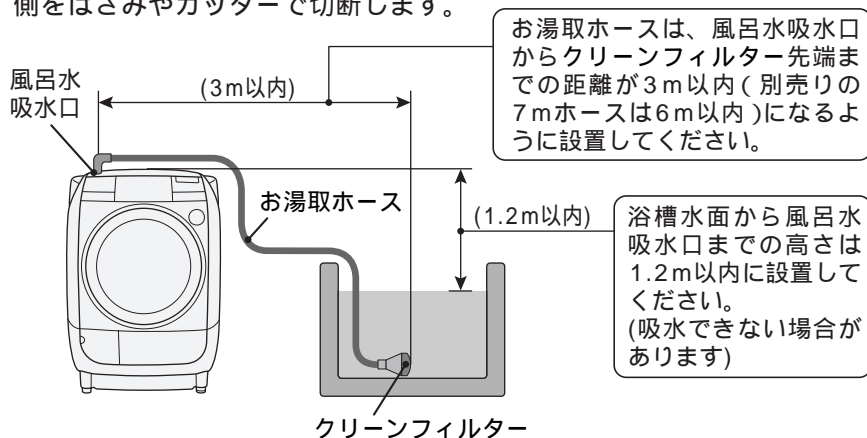 側をはさみやカッターで切断します。
お湯取ホースは、風呂水吸水口
からクリーンフィルター先端ま
での距離が3m以内(別売りの
7mホースは6m以内)になるよ
うに設置してください。
風呂水
吸水口
(3m以内)
お湯取ホース
(1.2m以内)
浴槽水面から風呂水
吸水口までの高さは
1.2m以内に設置して
ください。
(吸水できない場合が
あります)
クリーンフィルター